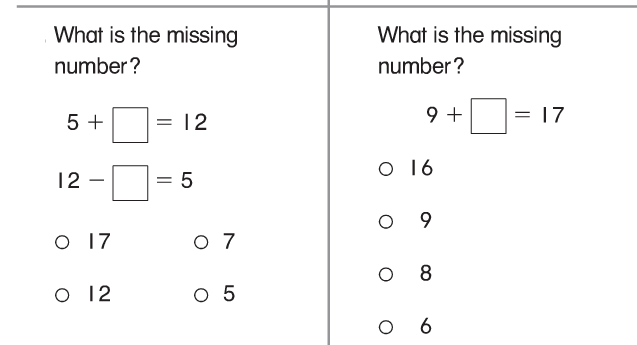 What is the missing
number?
5 + □ = 12
12 − □ = 5
○ 17 ○ 7
○ 12 ○ 5
What is the missing
number?
9 + □ = 17
○ 16
○ 9
○ 8
○ 6